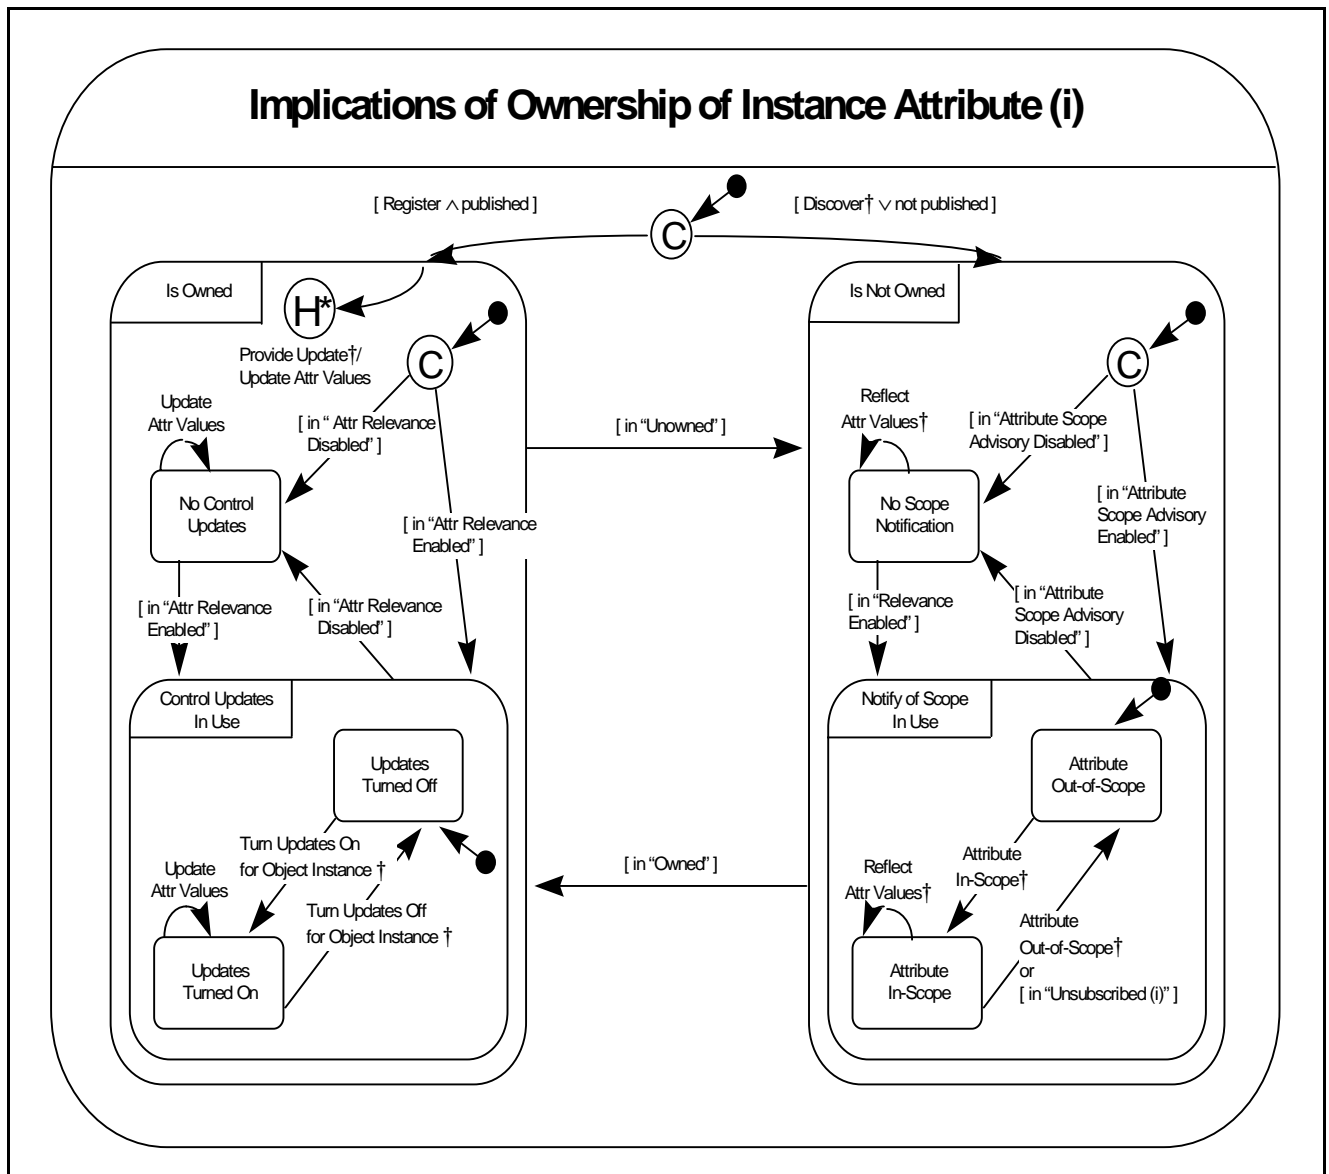 Implications of Ownership of Instance Attribute (i)
[ Register ∧ published ]
[ Discover† ∨ not published ]
C
Is Owned
H*
Provide Update†/
Update Attr Values
C
Update
Attr Values
[ in “ Attr Relevance
Disabled” ]
No Control
Updates
[ in “Attr Relevance
Enabled” ]
[ in “Attr Relevance
Enabled” ]
[ in “Attr Relevance
Disabled” ]
Control Updates
In Use
Updates
Turned Off
Turn Updates On
for Object Instance †
Update
Attr Values
Turn Updates Off
for Object Instance †
Updates
Turned On
[ in “Unowned” ]
[ in “Owned” ]
Is Not Owned
C
Reflect
Attr Values†
[ in “Attribute Scope
Advisory Disabled” ]
No Scope
Notification
[ in “Attribute
Scope Advisory
Enabled” ]
[ in “Relevance
Enabled” ]
[ in “Attribute
Scope Advisory
Disabled” ]
Notify of Scope
In Use
Attribute
Out-of-Scope
Attribute
In-Scope†
Reflect
Attr Values†
Attribute
Out-of-Scope†
or
[ in “Unsubscribed (i)” ]
Attribute
In-Scope